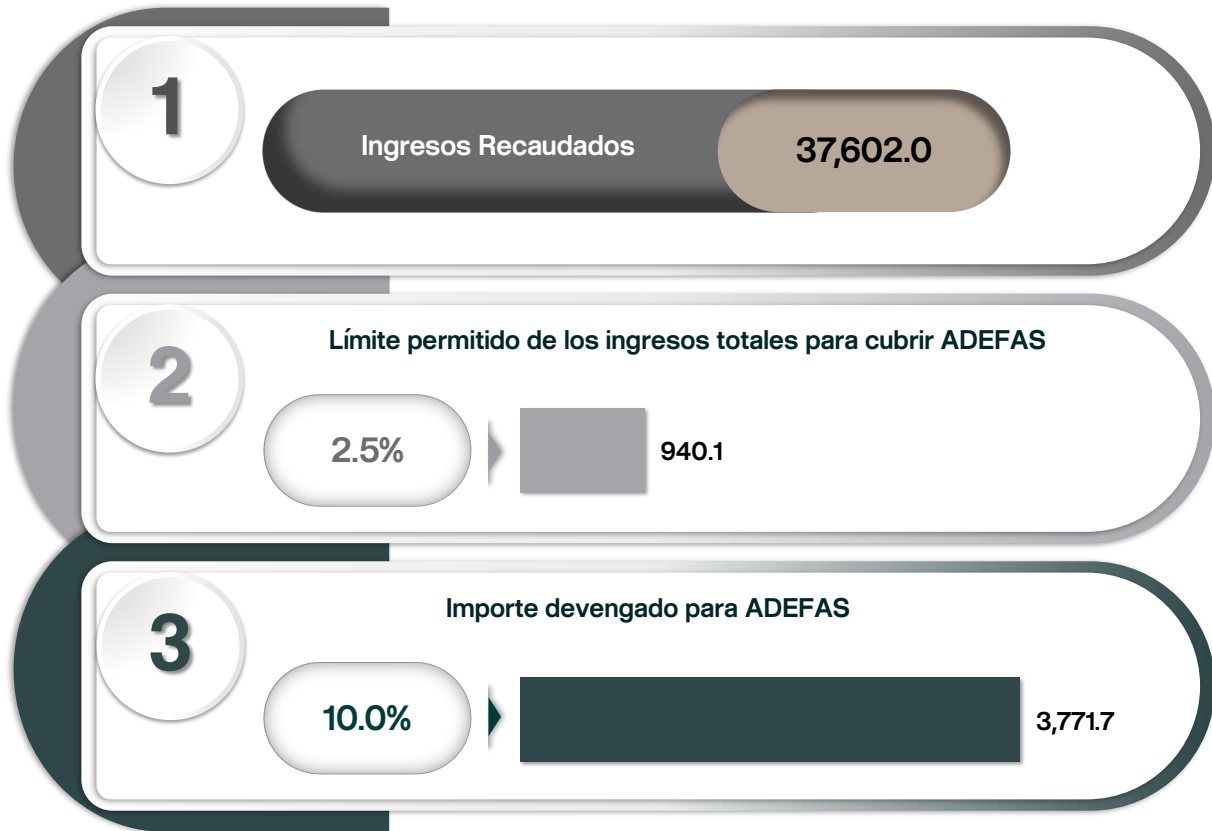 1
Ingresos Recaudados
37,602.0
2
Límite permitido de los ingresos totales para cubrir ADEFAS
2.5%
940.1
3
Importe devengado para ADEFAS
10.0%
3,771.7